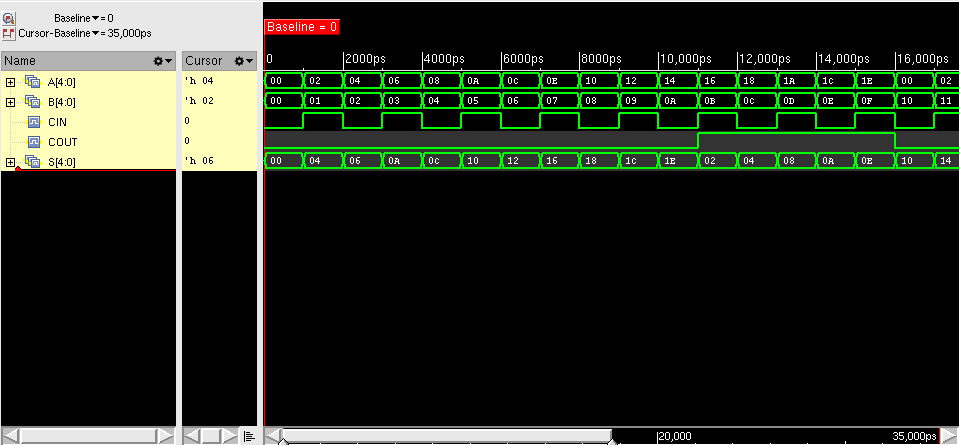 Baseline▼= 0
Cursor-Baseline▼= 35,000ps
Baseline = 0
Name Cursor 0 2000ps 4000ps 6000ps 8000ps 10,000ps 12,000ps 14,000ps 16,000ps
A[4:0] 'h 04 00 02 04 06 08 0A 0C 0E 10 12 14 16 18 1A 1C 1E 00 02
B[4:0] 'h 02 00 01 02 03 04 05 06 07 08 09 0A 0B 0C 0D 0E 0F 10 11
CIN 0
COUT 0
S[4:0] 'h 06 00 04 06 0A 0C 10 12 16 18 1C 1E 02 04 08 0A 0E 10 14
20,000 35,000ps